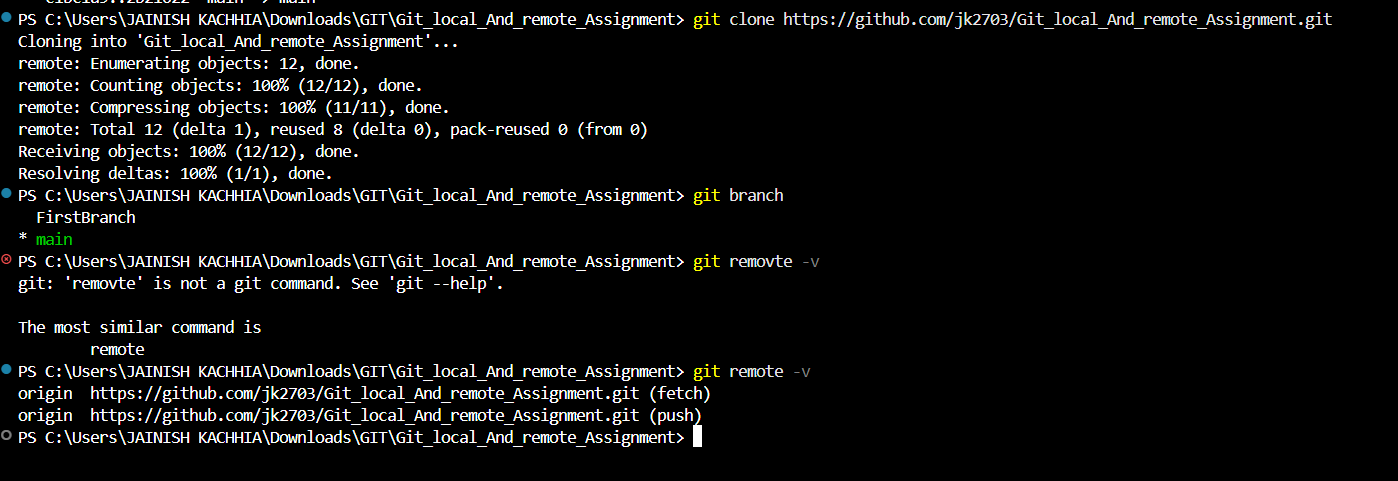 PS C:\Users\JAINISH KACHHIA\Downloads\GIT\Git_local_And_remote_Assignment> git clone https://github.com/jk2703/Git_local_And_remote_Assignment.git
Cloning into 'Git_local_And_remote_Assignment'...
remote: Enumerating objects: 12, done.
remote: Counting objects: 100% (12/12), done.
remote: Compressing objects: 100% (11/11), done.
remote: Total 12 (delta 1), reused 8 (delta 0), pack-reused 0 (from 0)
Receiving objects: 100% (12/12), done.
Resolving deltas: 100% (1/1), done.
PS C:\Users\JAINISH KACHHIA\Downloads\GIT\Git_local_And_remote_Assignment> git branch
  FirstBranch
* main
PS C:\Users\JAINISH KACHHIA\Downloads\GIT\Git_local_And_remote_Assignment> git removte -v
git: 'removte' is not a git command. See 'git --help'.

The most similar command is
        remote
PS C:\Users\JAINISH KACHHIA\Downloads\GIT\Git_local_And_remote_Assignment> git remote -v
origin  https://github.com/jk2703/Git_local_And_remote_Assignment.git (fetch)
origin  https://github.com/jk2703/Git_local_And_remote_Assignment.git (push)
PS C:\Users\JAINISH KACHHIA\Downloads\GIT\Git_local_And_remote_Assignment>